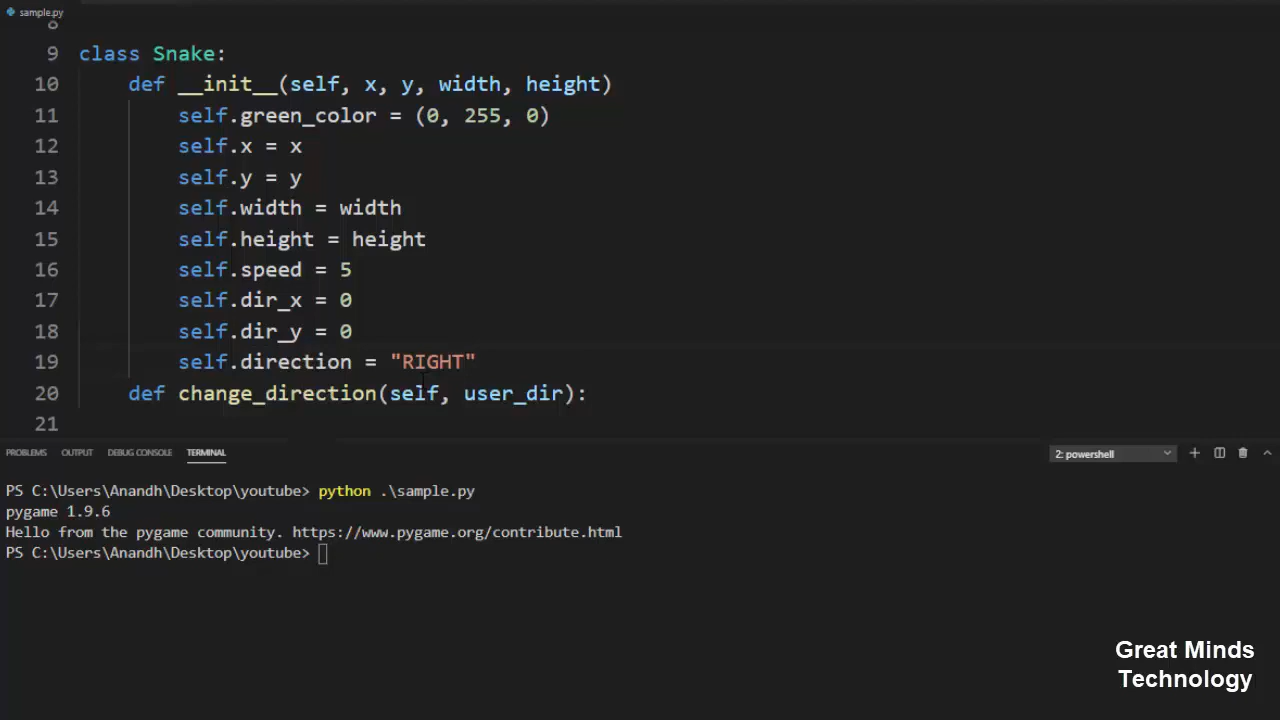 sample.py
8
9 class Snake:
10 def __init__(self, x, y, width, height)
11 self.green_color = (0, 255, 0)
12 self.x = x
13 self.y = y
14 self.width = width
15 self.height = height
16 self.speed = 5
17 self.dir_x = 0
18 self.dir_y = 0
19 self.direction = "RIGHT"
20 def change_direction(self, user_dir):
21
PROBLEMS OUTPUT DEBUG CONSOLE TERMINAL 2: powershell
PS C:\Users\Anandh\Desktop\youtube> python .\sample.py
pygame 1.9.6
Hello from the pygame community. https://www.pygame.org/contribute.html
PS C:\Users\Anandh\Desktop\youtube>
Great Minds
Technology